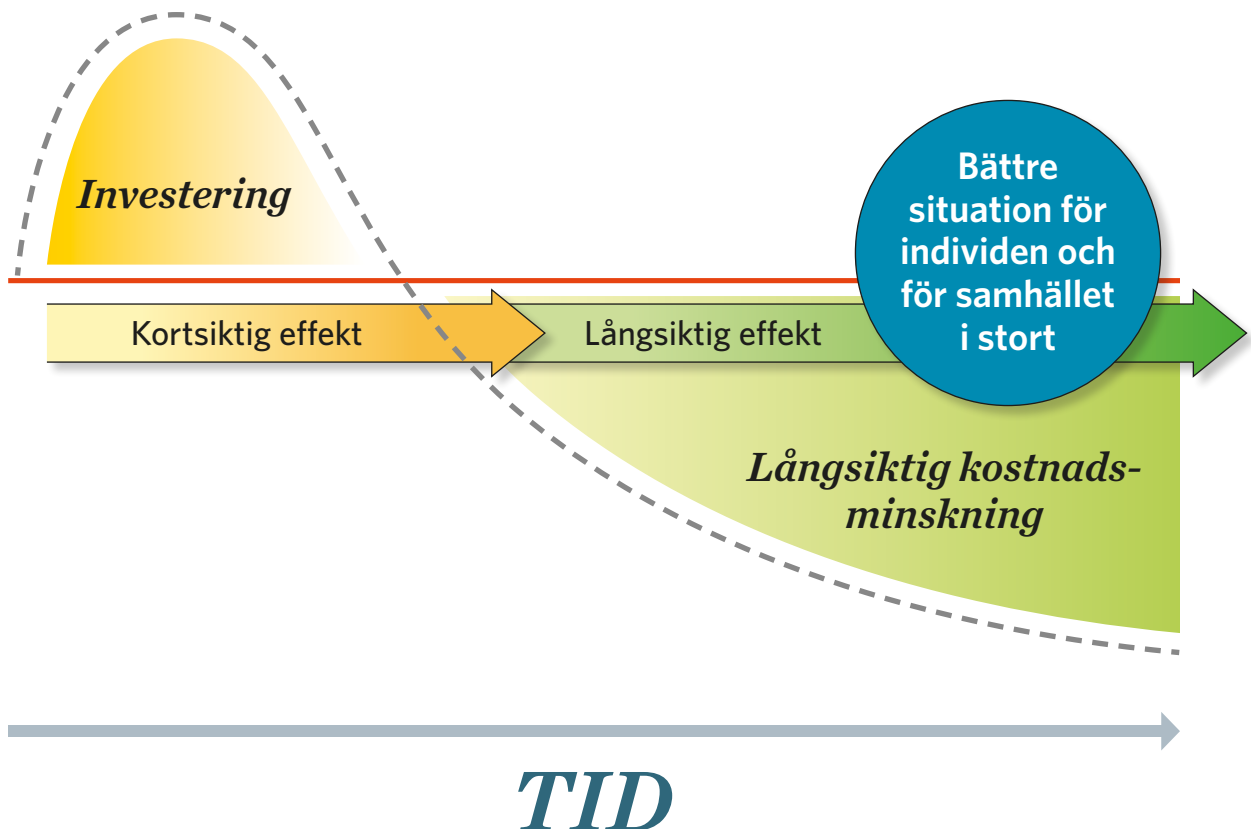 Investering
Bättre
situation för
individen och
för samhället
i stort
Kortsiktig effekt
Långsiktig effekt
Långsiktig kostnads-
minskning
TID